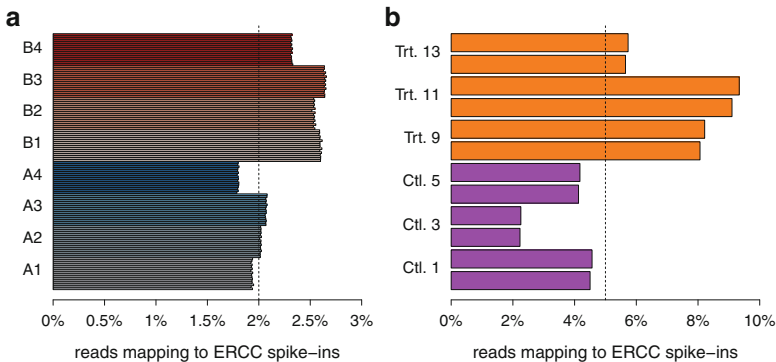 a
B4
B3
B2
B1
A4
A3
A2
A1
0% 0.5% 1% 1.5% 2% 2.5% 3%
reads mapping to ERCC spike−ins
b
Trt. 13
Trt. 11
Trt. 9
Ctl. 5
Ctl. 3
Ctl. 1
0% 2% 4% 6% 8% 10%
reads mapping to ERCC spike−ins